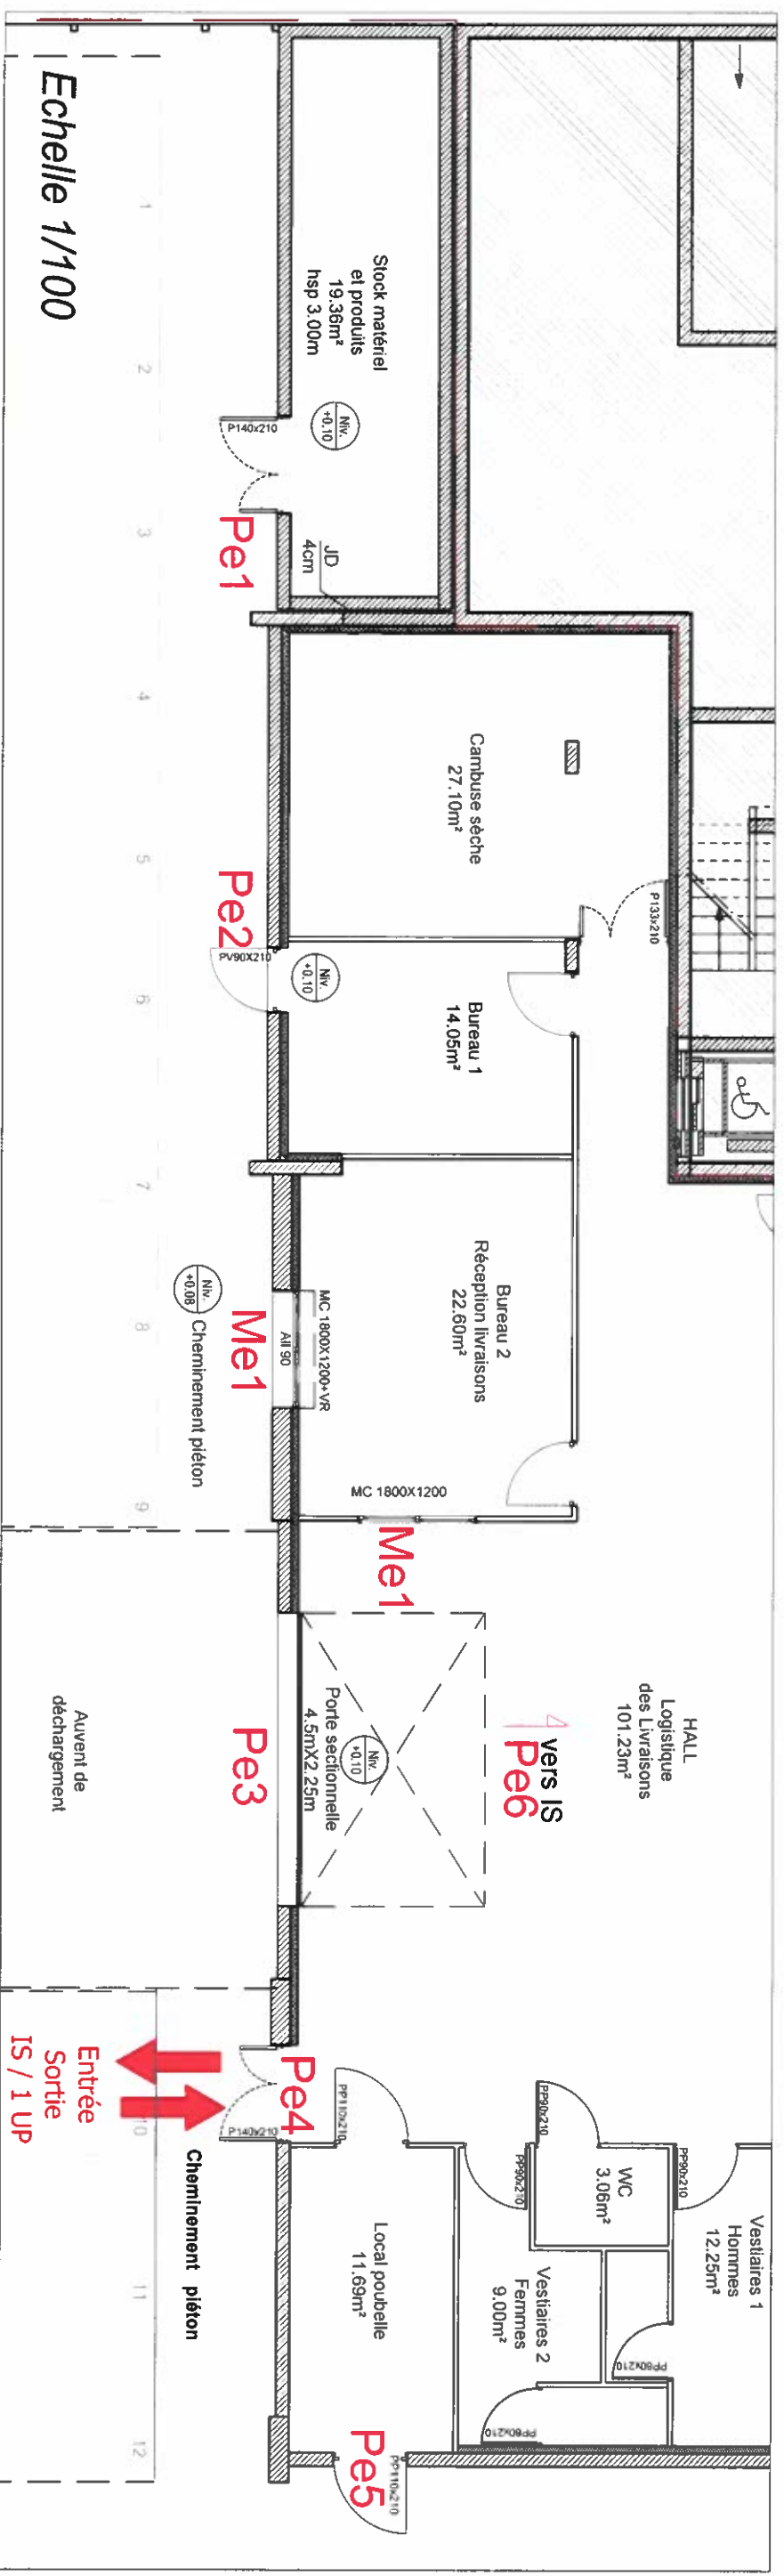 Echelle 1/100
Stock matériel
et produits
19.36m²
hsp 3.00m
Niv.
+0.10
P140x210
Pe1
JD
4cm
Cambuse sèche
27.10m²
P133x210
Pe2
PV90X210
Niv.
+0.10
Bureau 1
14.05m²
Bureau 2
Réception livraisons
22.60m²
MC 1800X1200+VR
All 90
Me1
Niv.
+0.08
Cheminement piéton
MC 1800X1200
Me1
HALL
Logistique
des Livraisons
101.23m²
vers IS
Pe6
Niv.
+0.10
Porte sectionnelle
4.5mX2.25m
Pe3
Auvent de
déchargement
Pe4
P140x210
Entrée
Sortie
IS / 1 UP
Cheminement piéton
PP110x210
Local poubelle
11.69m²
Pe5
PP110x210
PP90x210
WC
3.06m²
PP90x210
PP90x210
Vestiaires 1
Hommes
12.25m²
Vestiaires 2
Femmes
9.00m²
PP80x210
PP80x210
1
2
3
4
5
6
7
8
9
10
11
12